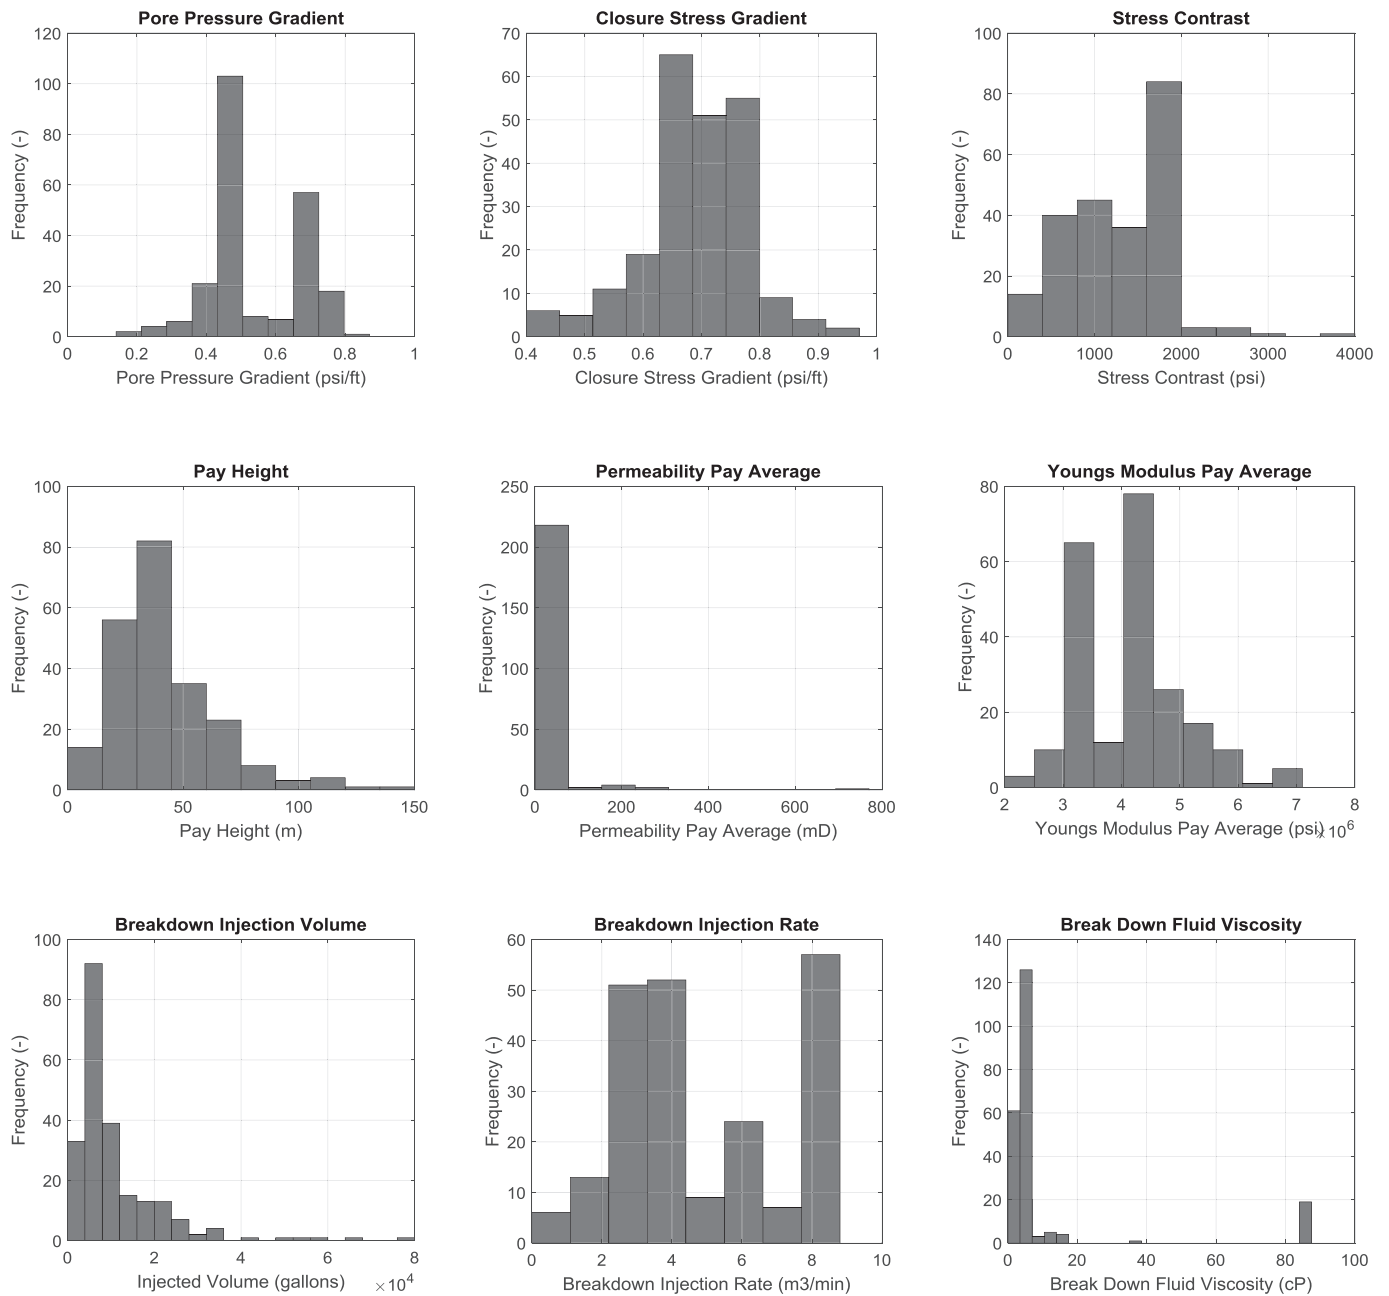 Pore Pressure Gradient
120
100
80
60
40
20
0
Frequency (-)
0 0.2 0.4 0.6 0.8 1
Pore Pressure Gradient (psi/ft)
Closure Stress Gradient
70
60
50
40
30
20
10
0
Frequency (-)
0.4 0.5 0.6 0.7 0.8 0.9 1
Closure Stress Gradient (psi/ft)
Stress Contrast
100
80
60
40
20
0
Frequency (-)
0 1000 2000 3000 4000
Stress Contrast (psi)
Pay Height
100
80
60
40
20
0
Frequency (-)
0 50 100 150
Pay Height (m)
Permeability Pay Average
250
200
150
100
50
0
Frequency (-)
0 200 400 600 800
Permeability Pay Average (mD)
Youngs Modulus Pay Average
80
60
40
20
0
Frequency (-)
2 3 4 5 6 7 8
Youngs Modulus Pay Average (psi) ×10⁶
Breakdown Injection Volume
100
80
60
40
20
0
Frequency (-)
0 2 4 6 8
Injected Volume (gallons) ×10⁴
Breakdown Injection Rate
60
50
40
30
20
10
0
Frequency (-)
0 2 4 6 8 10
Breakdown Injection Rate (m3/min)
Break Down Fluid Viscosity
140
120
100
80
60
40
20
0
Frequency (-)
0 20 40 60 80 100
Break Down Fluid Viscosity (cP)